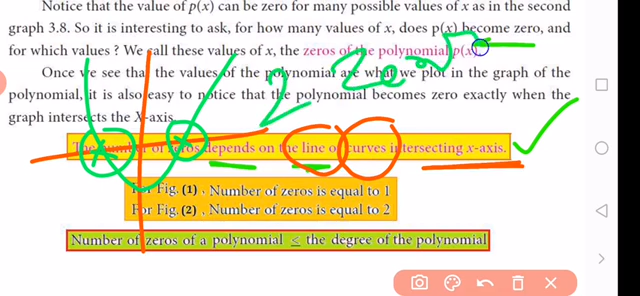 Notice that the value of p(x) can be zero for many possible values of x as in the second
graph 3.8. So it is interesting to ask, for how many values of x, does p(x) become zero, and
for which values ? We call these values of x, the zeros of the polynomial p(x)
Once we see that the values of the polynomial are what we plot in the graph of the
polynomial, it is also easy to notice that the polynomial becomes zero exactly when the
graph intersects the X-axis.
2 Zeros
The number of zeros depends on the line or curves intersecting x-axis.
For Fig. (1) , Number of zeros is equal to 1
For Fig. (2) , Number of zeros is equal to 2
Number of zeros of a polynomial ≤ the degree of the polynomial